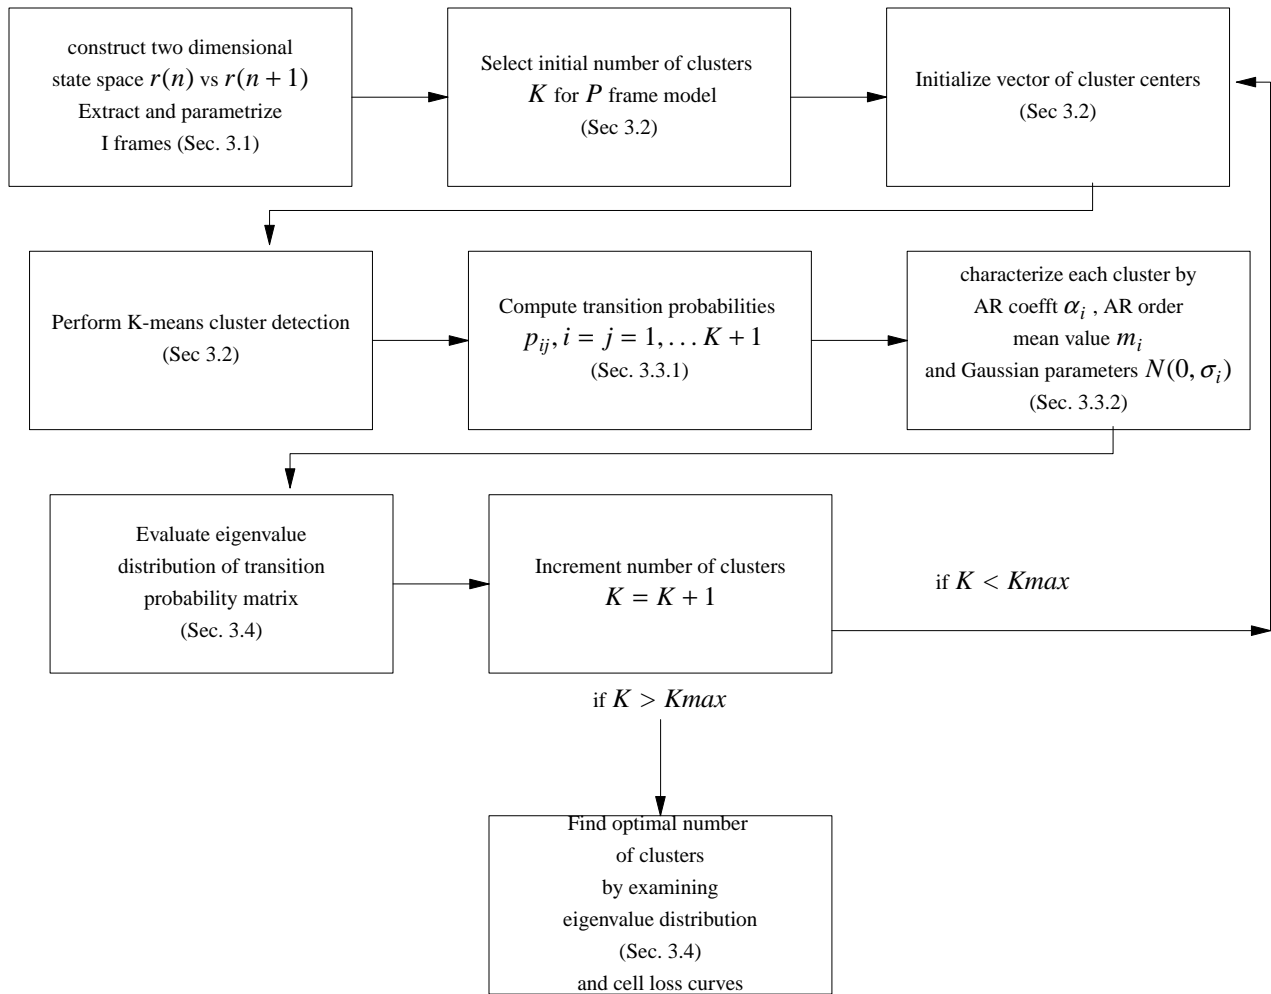 construct two dimensional
state space r(n) vs r(n + 1)
Extract and parametrize
I frames (Sec. 3.1)
Select initial number of clusters
K for P frame model
(Sec 3.2)
Initialize vector of cluster centers
(Sec 3.2)
Perform K-means cluster detection
(Sec 3.2)
Compute transition probabilities
p_{ij}, i = j = 1, . . . K + 1
(Sec. 3.3.1)
characterize each cluster by
AR coefft α_i , AR order
mean value m_i
and Gaussian parameters N(0, σ_i)
(Sec. 3.3.2)
Evaluate eigenvalue
distribution of transition
probability matrix
(Sec. 3.4)
Increment number of clusters
K = K + 1
if K < Kmax
if K > Kmax
Find optimal number
of clusters
by examining
eigenvalue distribution
(Sec. 3.4)
and cell loss curves